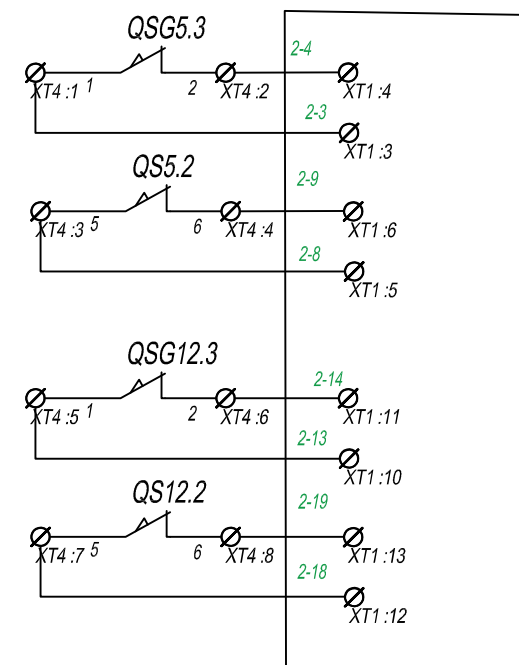 QSG5.3
2-4
XT4 :1 1 2 XT4 :2 XT1 :4
2-3
XT1 :3
QS5.2
2-9
XT4 :3 5 6 XT4 :4 XT1 :6
2-8
XT1 :5
QSG12.3
2-14
XT4 :5 1 2 XT4 :6 XT1 :11
2-13
XT1 :10
QS12.2
2-19
XT4 :7 5 6 XT4 :8 XT1 :13
2-18
XT1 :12